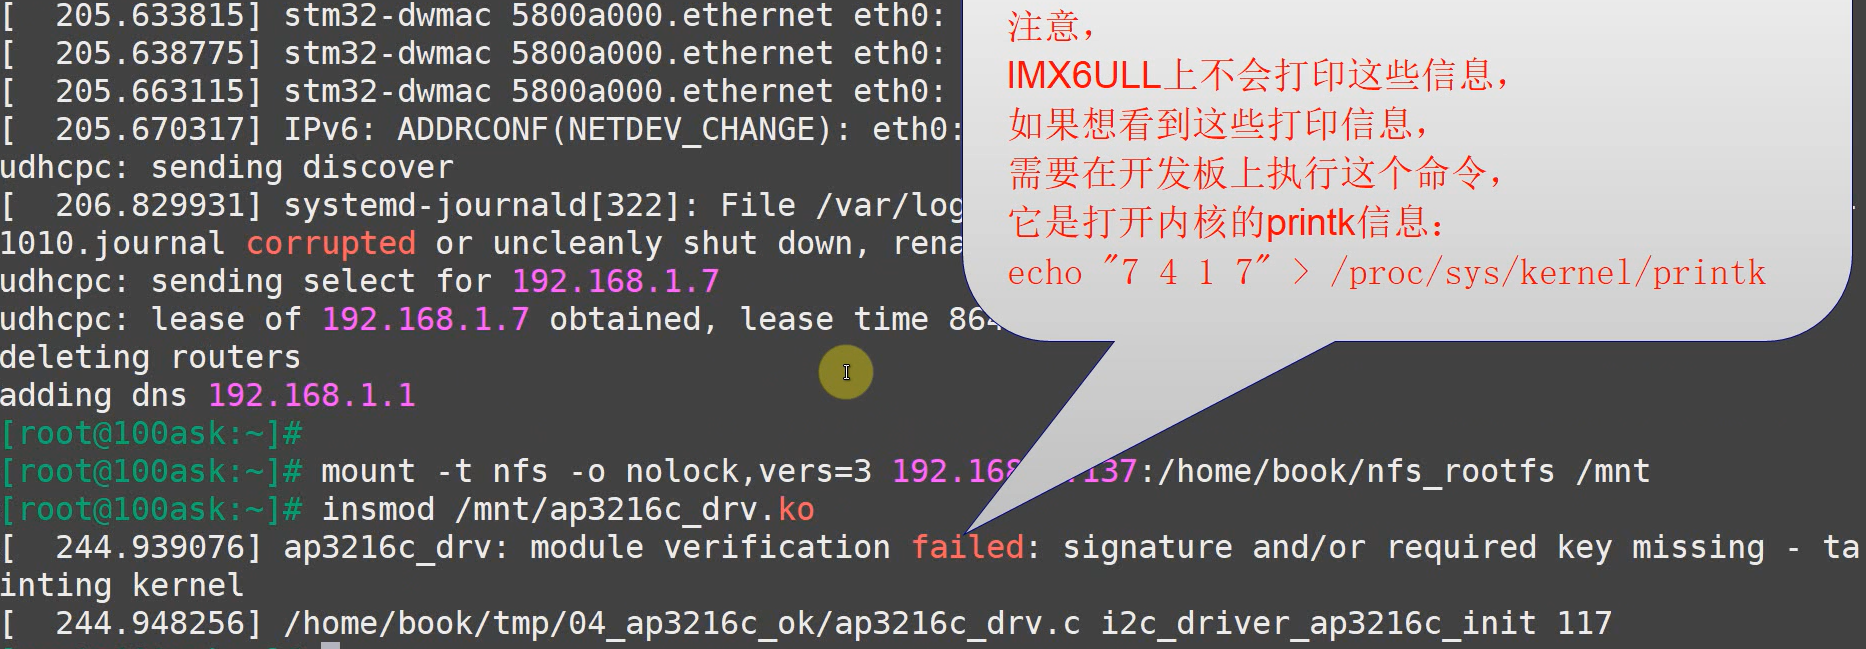 [  205.633815] stm32-dwmac 5800a000.ethernet eth0:
[  205.638775] stm32-dwmac 5800a000.ethernet eth0:
[  205.663115] stm32-dwmac 5800a000.ethernet eth0:
[  205.670317] IPv6: ADDRCONF(NETDEV_CHANGE): eth0:
udhcpc: sending discover
[  206.829931] systemd-journald[322]: File /var/log
1010.journal corrupted or uncleanly shut down, rena
udhcpc: sending select for 192.168.1.7
udhcpc: lease of 192.168.1.7 obtained, lease time 864
deleting routers
adding dns 192.168.1.1
[root@100ask:~]#
[root@100ask:~]# mount -t nfs -o nolock,vers=3 192.168 137:/home/book/nfs_rootfs /mnt
[root@100ask:~]# insmod /mnt/ap3216c_drv.ko
[  244.939076] ap3216c_drv: module verification failed: signature and/or required key missing - ta
inting kernel
[  244.948256] /home/book/tmp/04_ap3216c_ok/ap3216c_drv.c i2c_driver_ap3216c_init 117
注意，
IMX6ULL上不会打印这些信息，
如果想看到这些打印信息，
需要在开发板上执行这个命令，
它是打开内核的printk信息：
echo "7 4 1 7" > /proc/sys/kernel/printk